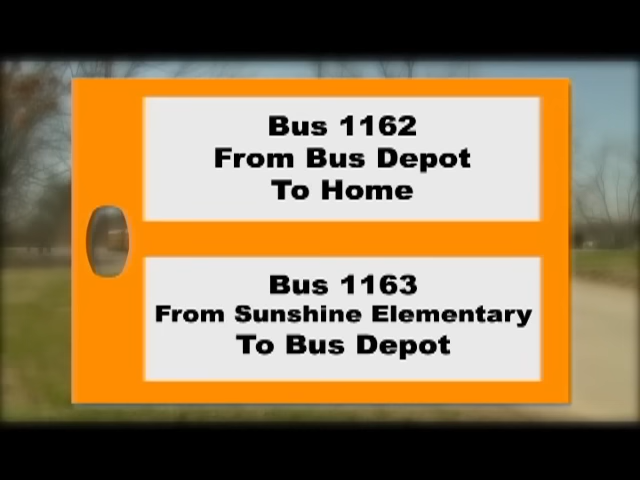 Bus 1162
From Bus Depot
To Home
Bus 1163
From Sunshine Elementary
To Bus Depot